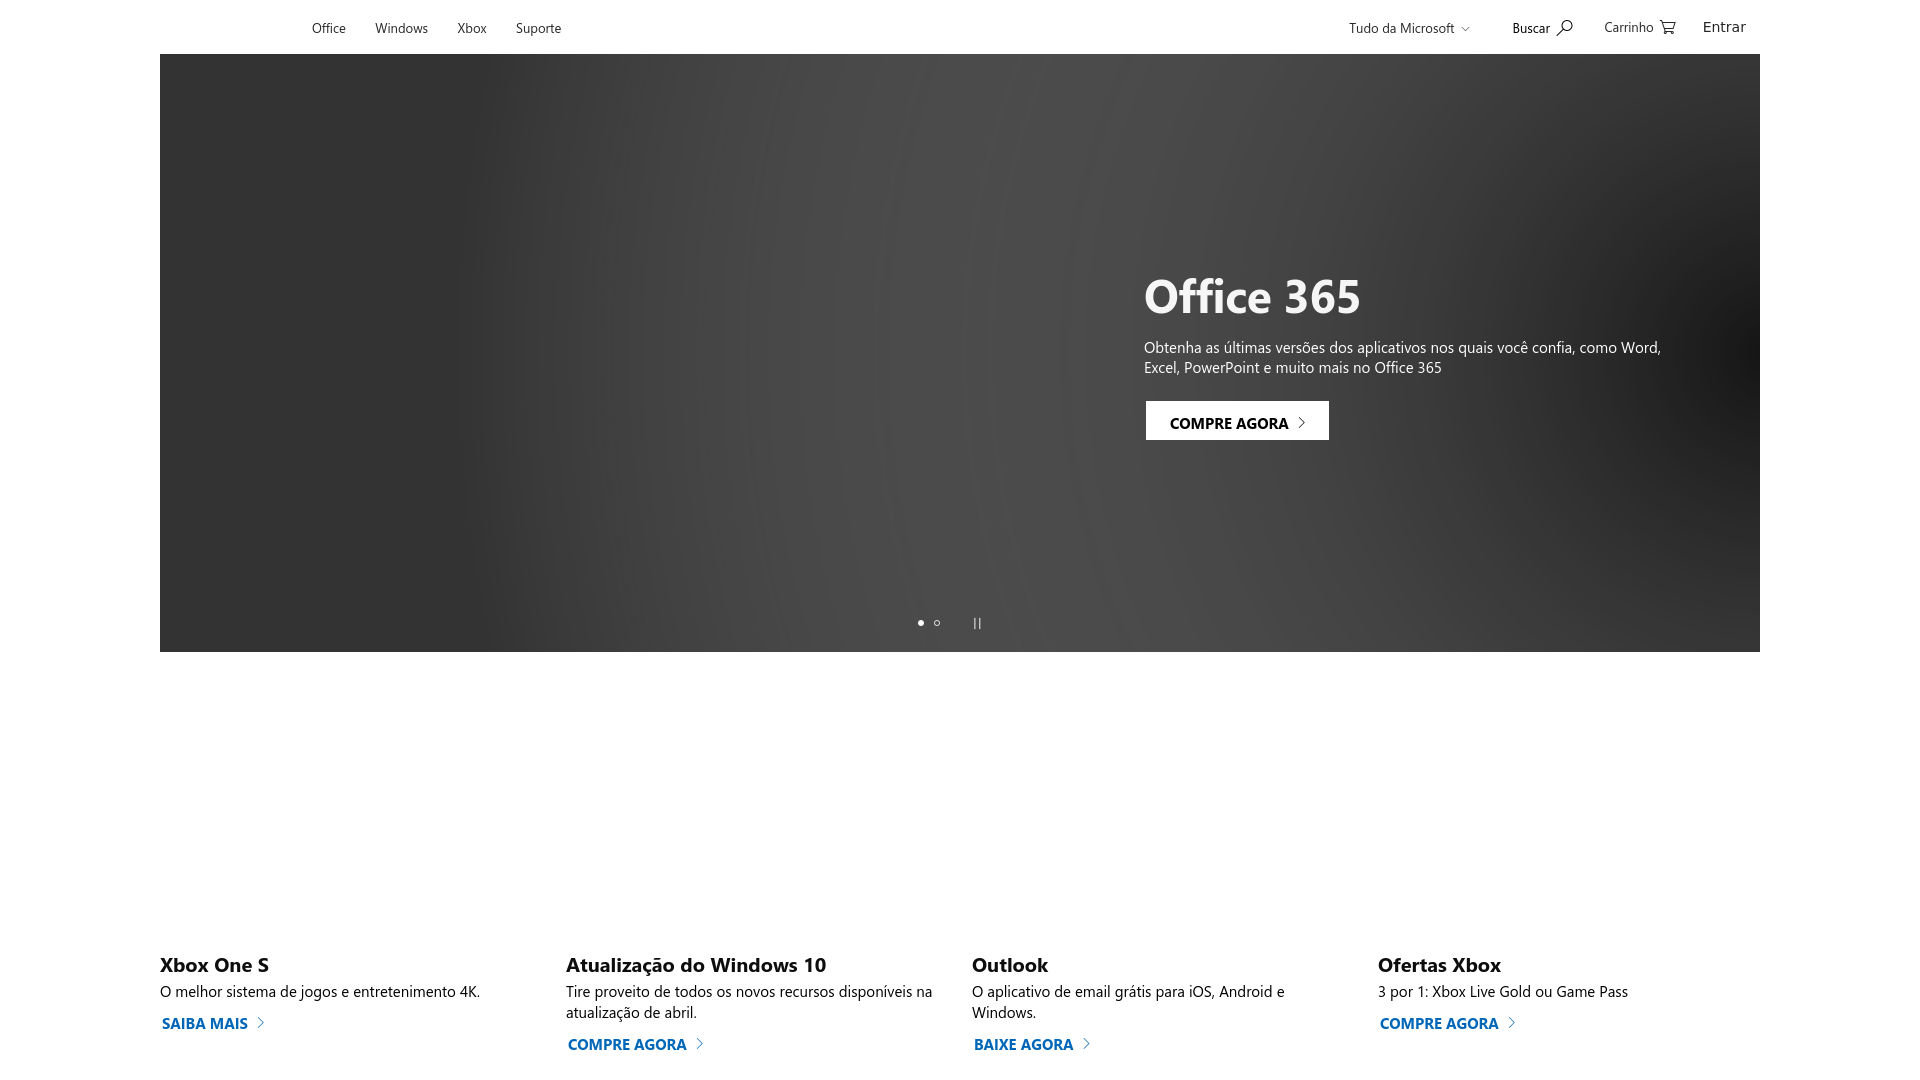 Office Windows Xbox Suporte Tudo da Microsoft Buscar Carrinho Entrar
Office 365
Obtenha as últimas versões dos aplicativos nos quais você confia, como Word,
Excel, PowerPoint e muito mais no Office 365
COMPRE AGORA
Xbox One S
O melhor sistema de jogos e entretenimento 4K.
SAIBA MAIS
Atualização do Windows 10
Tire proveito de todos os novos recursos disponíveis na
atualização de abril.
COMPRE AGORA
Outlook
O aplicativo de email grátis para iOS, Android e
Windows.
BAIXE AGORA
Ofertas Xbox
3 por 1: Xbox Live Gold ou Game Pass
COMPRE AGORA